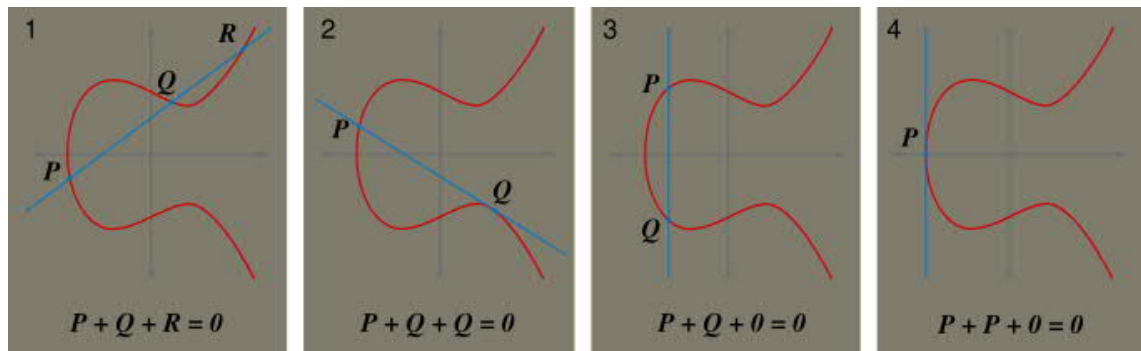 1
R
Q
P
P + Q + R = 0
2
P
Q
P + Q + Q = 0
3
P
Q
P + Q + 0 = 0
4
P
P + P + 0 = 0